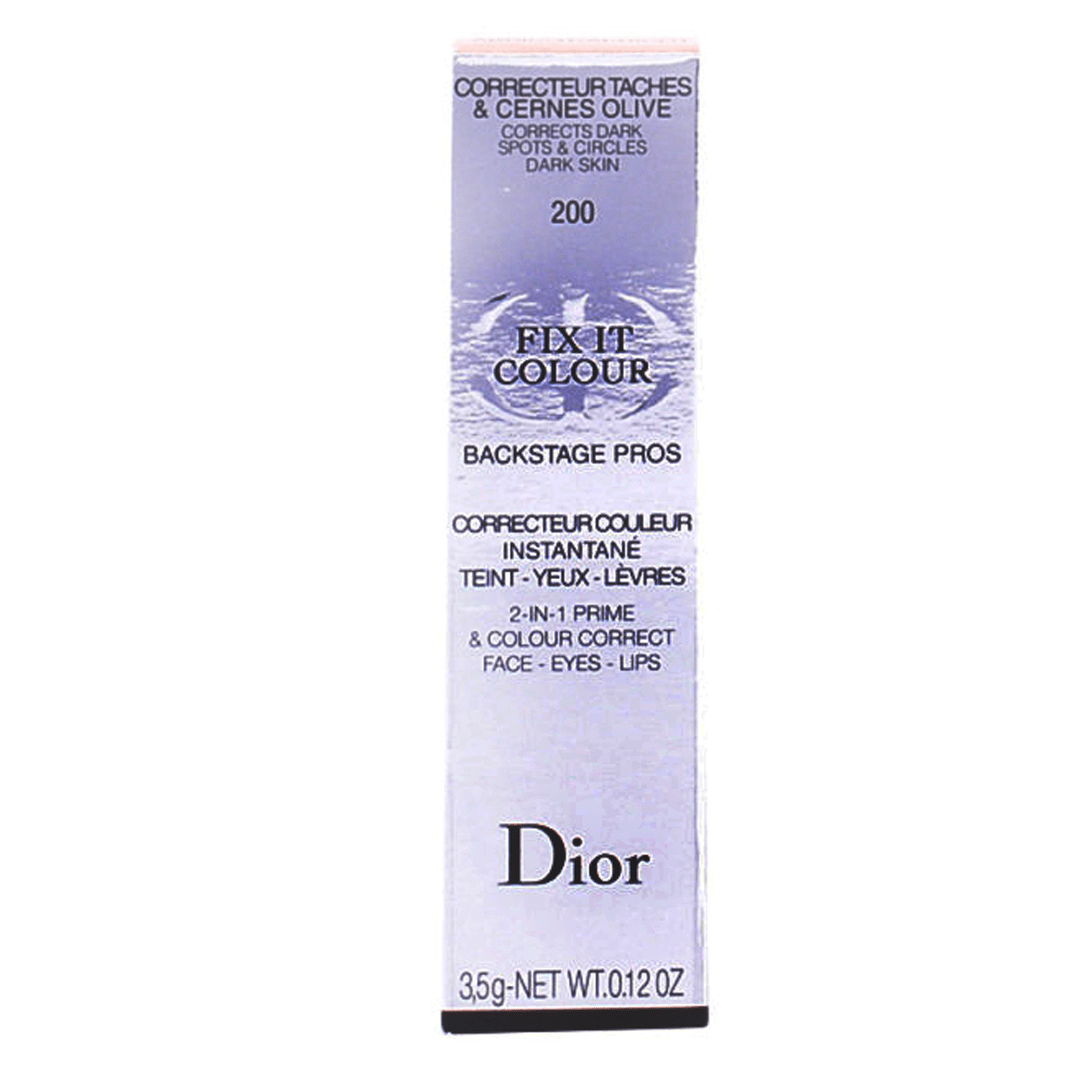 CORRECTEUR TACHES
& CERNES OLIVE
CORRECTS DARK
SPOTS & CIRCLES
DARK SKIN
200
FIX IT
COLOUR
BACKSTAGE PROS
CORRECTEUR COULEUR
INSTANTANÉ
TEINT - YEUX - LÈVRES
2-IN-1 PRIME
& COLOUR CORRECT
FACE - EYES - LIPS
Dior
3,5g-NET WT.0.12 OZ